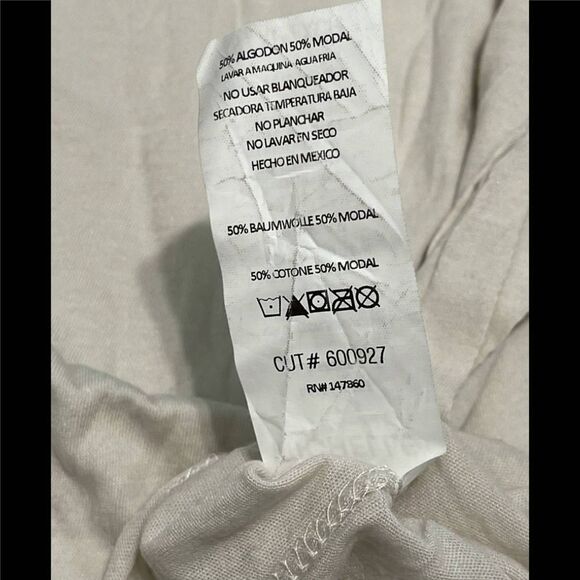 50% ALGODON 50% MODAL
LAVAR A MAQUINA AGUA FRIA
NO USAR BLANQUEADOR
SECADORA TEMPERATURA BAJA
NO PLANCHAR
NO LAVAR EN SECO
HECHO EN MEXICO
50% BAUMWOLLE 50% MODAL
50% COTONE 50% MODAL
CUT# 600927
RN# 147860